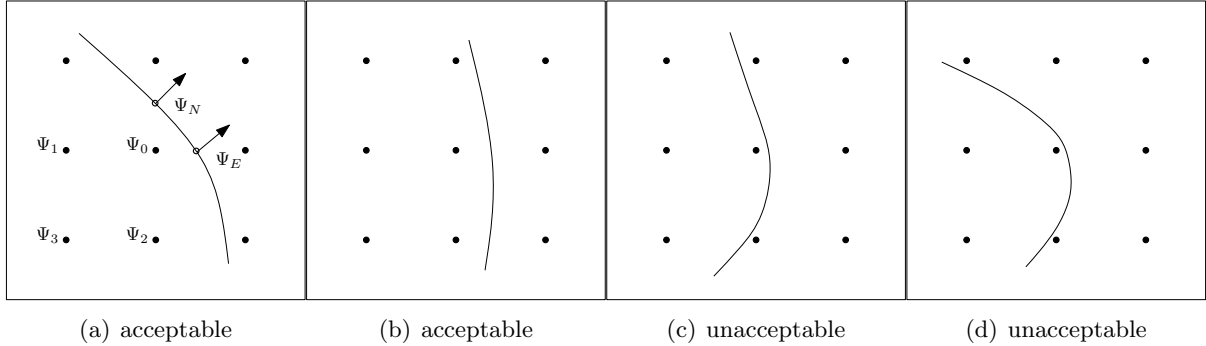 Ψ_N
Ψ_1 Ψ_0 Ψ_E
Ψ_3 Ψ_2
(a) acceptable (b) acceptable (c) unacceptable (d) unacceptable